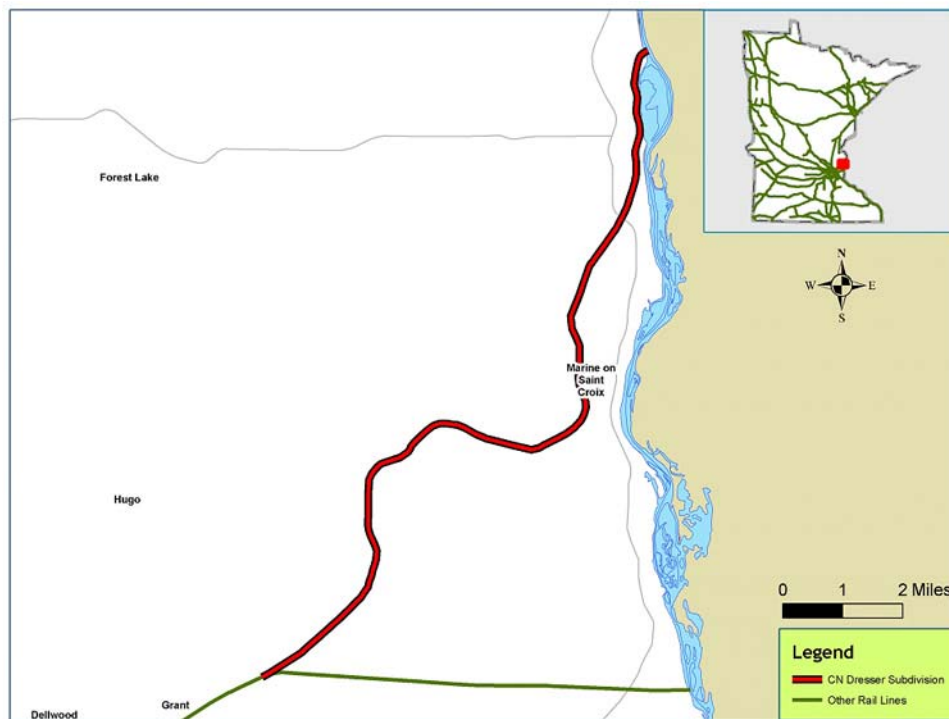 Forest Lake
N
W E
S
Marine on
Saint
Croix
Hugo
0 1 2 Miles
Legend
CN Dresser Subdivision
Other Rail Lines
Grant
Dellwood